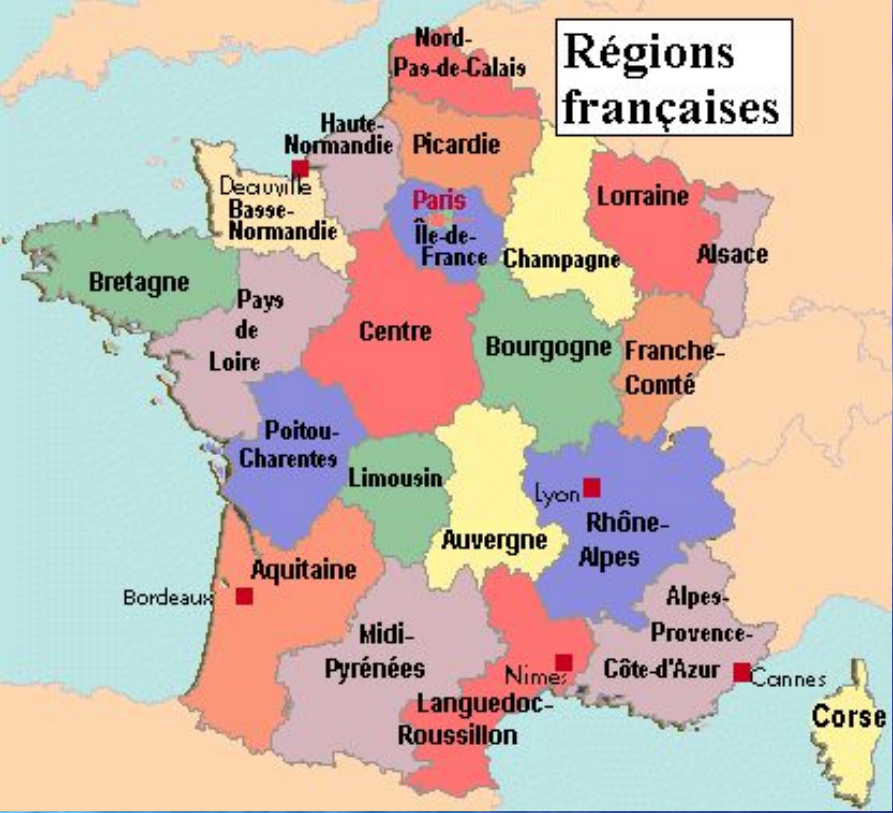 Régions
françaises
Nord-
Pas-de-Calais
Haute-
Normandie
Picardie
Deauville
Basse-
Normandie
Paris
Île-de-
France
Champagne
Lorraine
Alsace
Bretagne
Pays
de
Loire
Centre
Bourgogne
Franche-
Comté
Poitou-
Charentes
Limousin
Auvergne
Lyon
Rhône-
Alpes
Aquitaine
Bordeaux
Midi-
Pyrénées
Alpes-
Provence-
Côte-d'Azur
Nimes
Cannes
Languedoc-
Roussillon
Corse